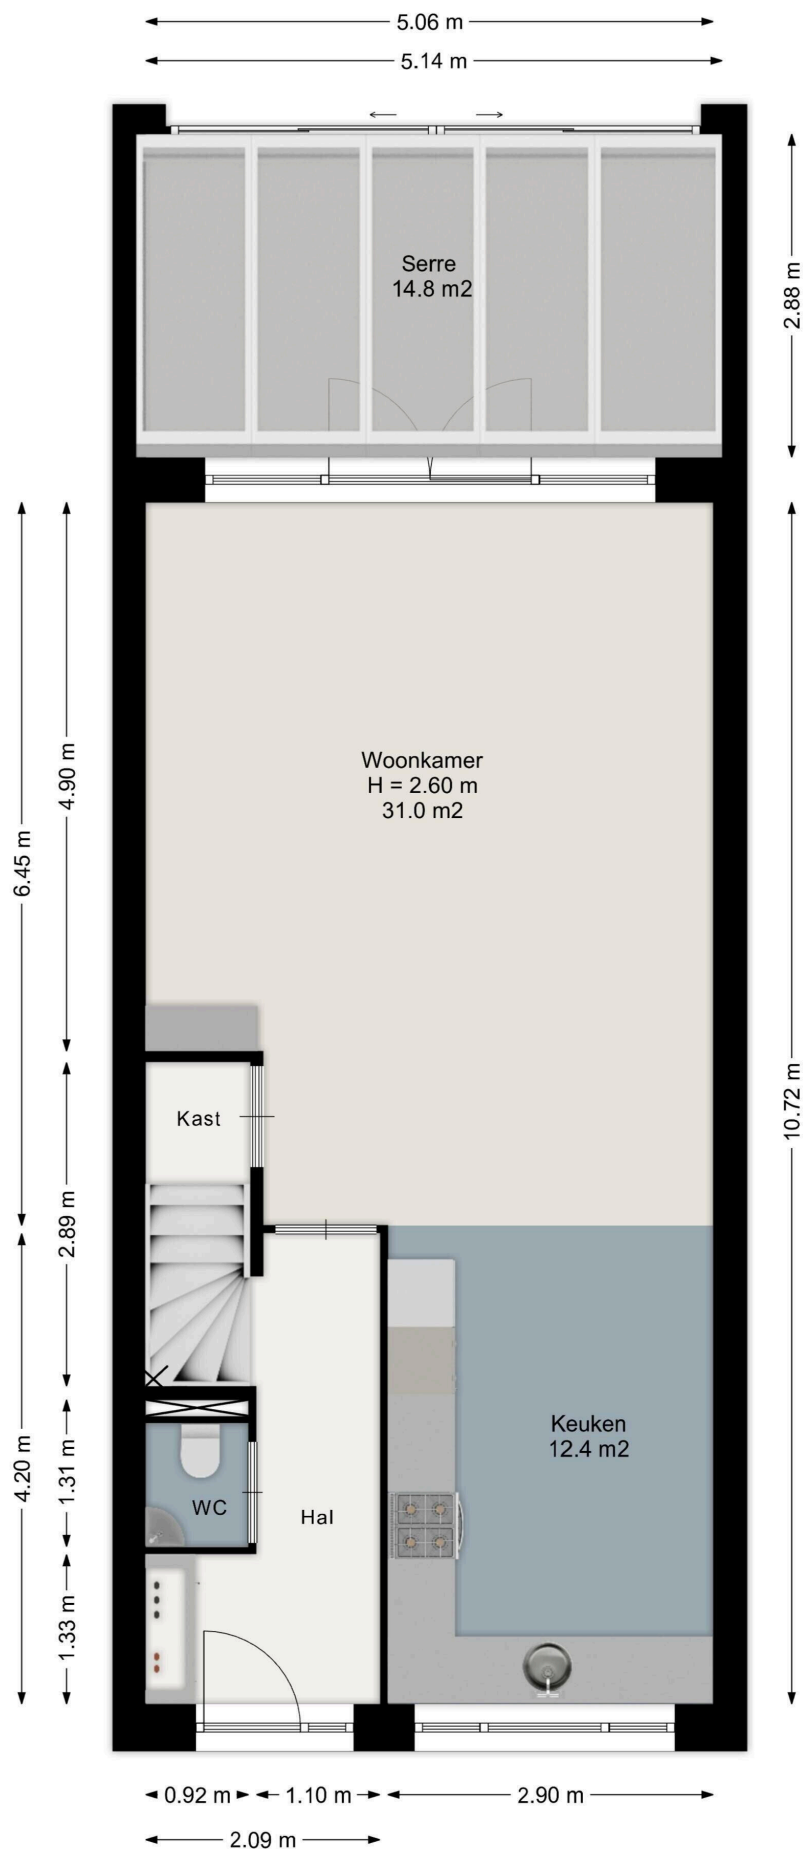 5.06 m
5.14 m
Serre
14.8 m2
2.88 m
Woonkamer
H = 2.60 m
31.0 m2
4.90 m
6.45 m
10.72 m
Kast
2.89 m
Keuken
12.4 m2
4.20 m
1.31 m
WC
Hal
1.33 m
0.92 m
1.10 m
2.90 m
2.09 m